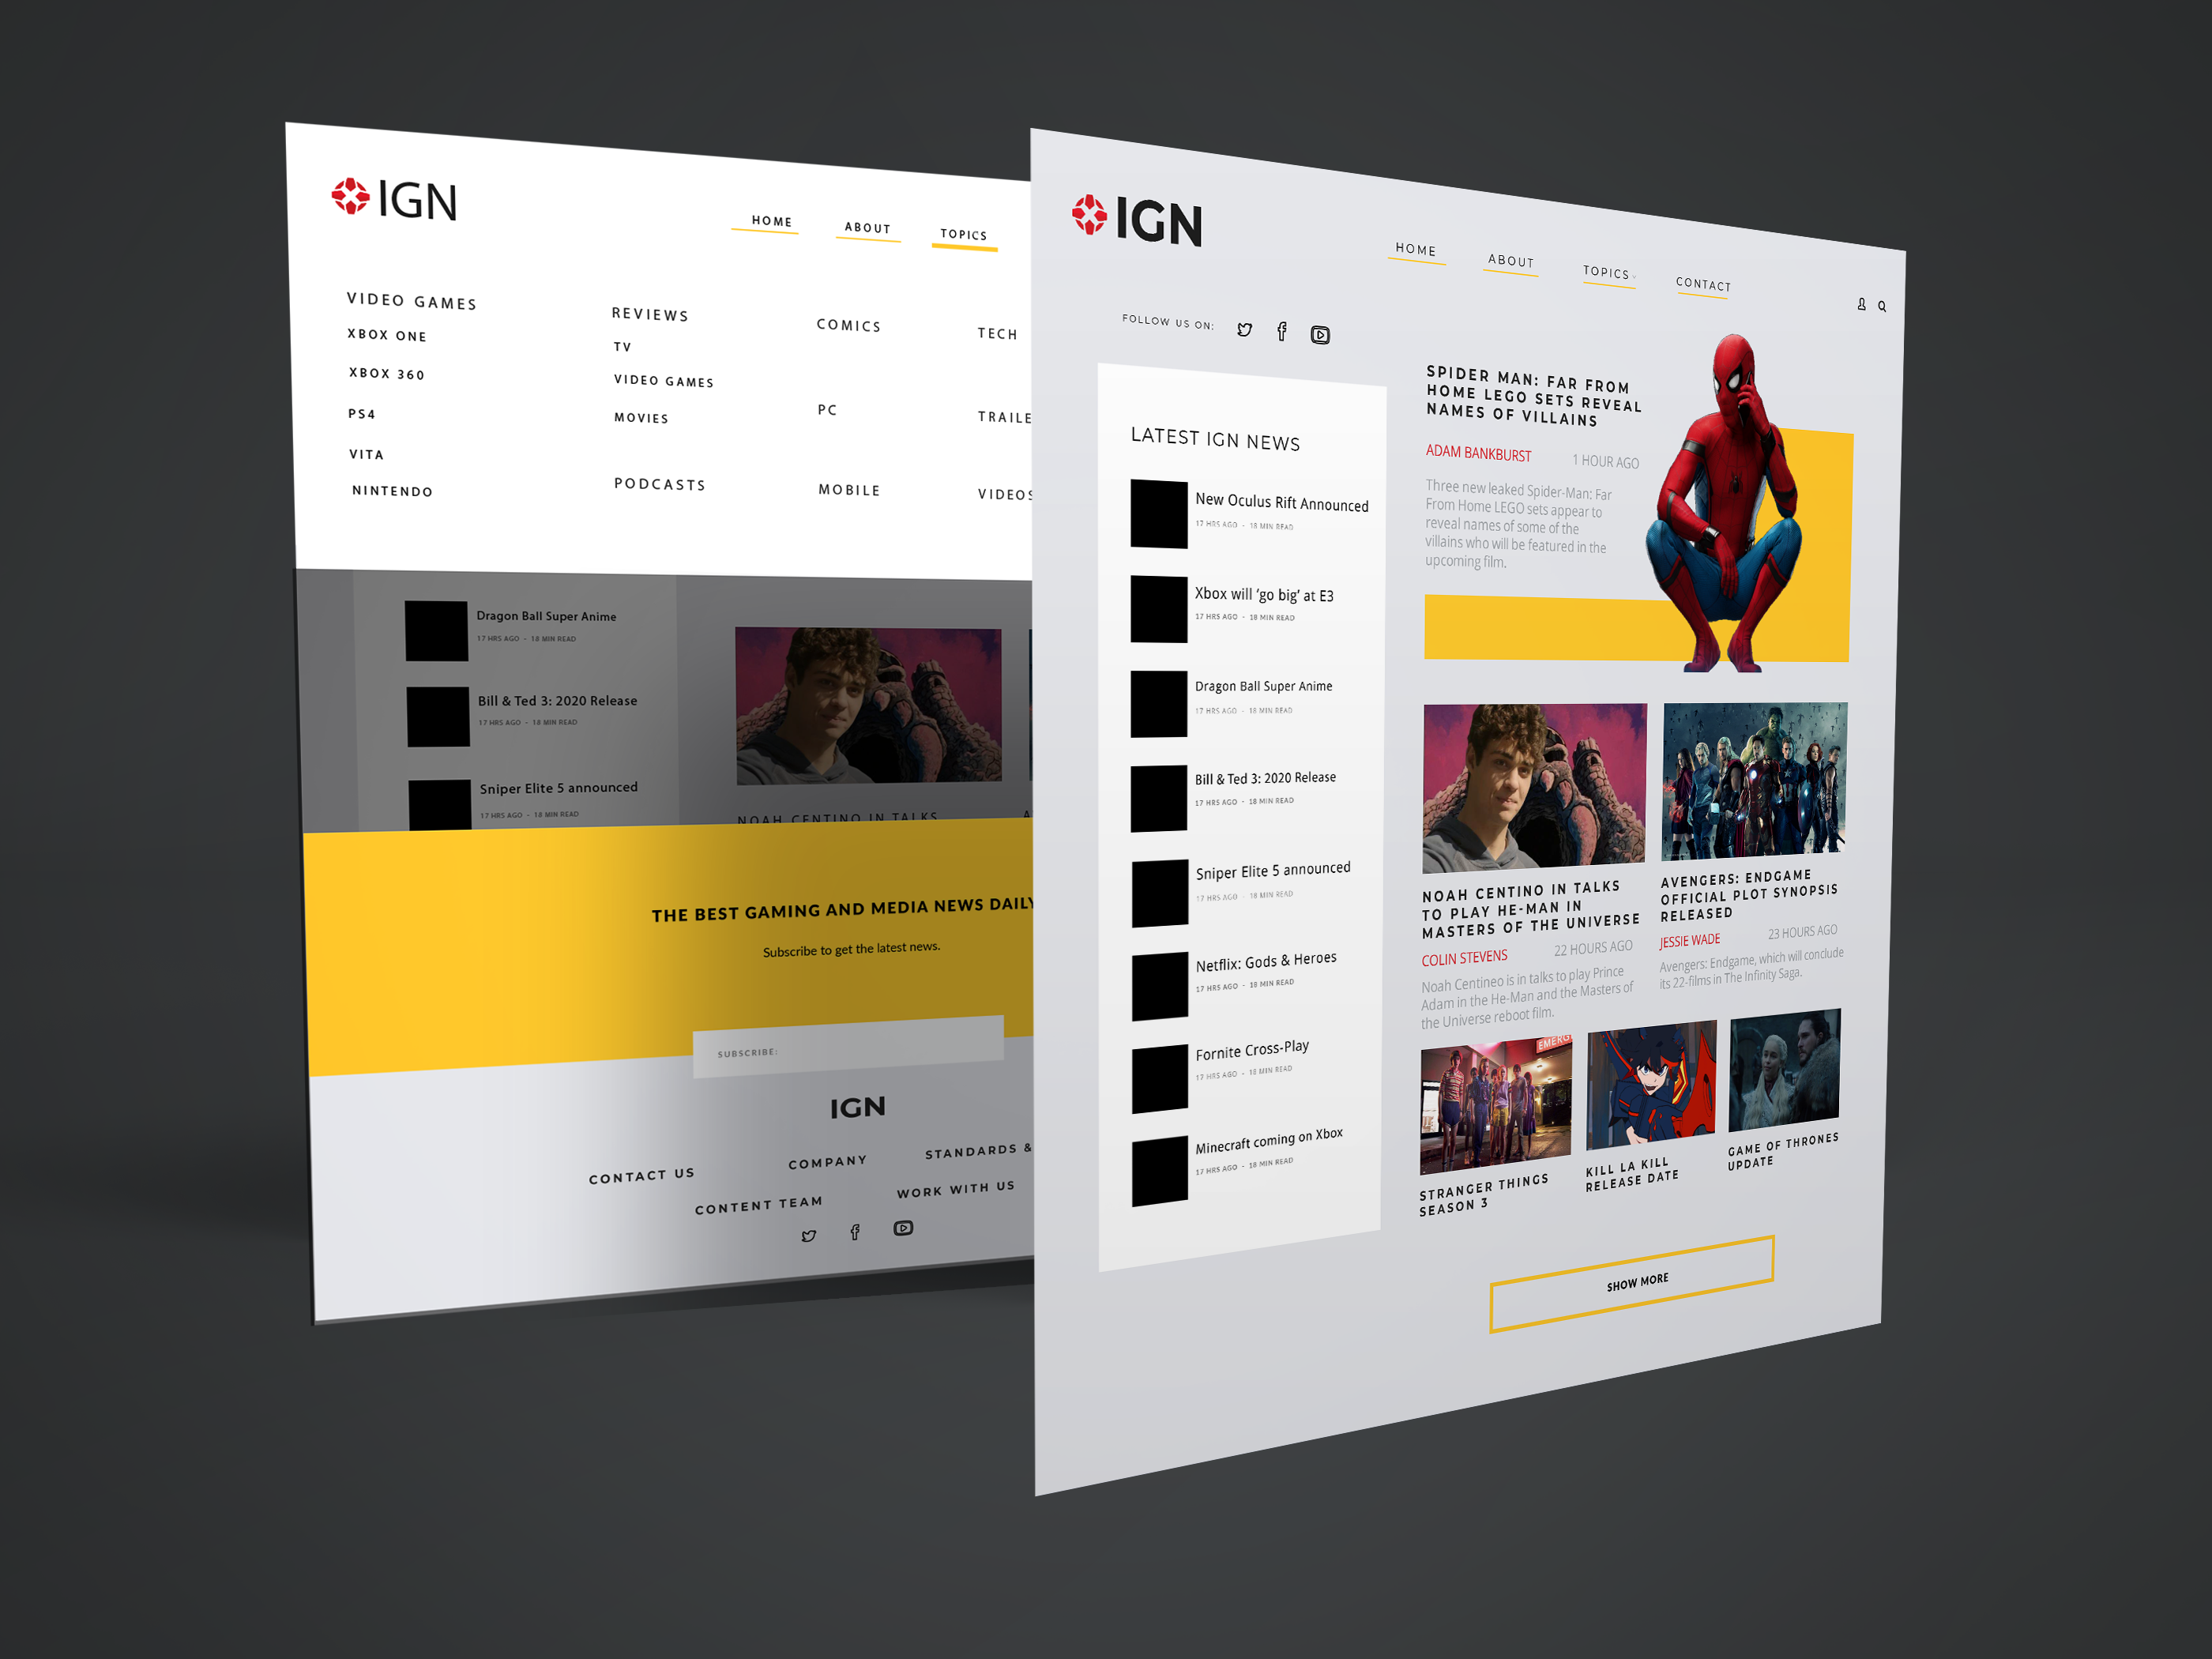 IGN
HOME
ABOUT
TOPICS
VIDEO GAMES
XBOX ONE
XBOX 360
PS4
VITA
NINTENDO
REVIEWS
TV
VIDEO GAMES
MOVIES
PODCASTS
COMICS
PC
MOBILE
TECH
TRAILE
VIDEOS
Dragon Ball Super Anime
17 HRS AGO - 18 MIN READ
Bill & Ted 3: 2020 Release
17 HRS AGO - 18 MIN READ
Sniper Elite 5 announced
17 HRS AGO - 18 MIN READ
NOAH CENTINO IN TALKS
A
THE BEST GAMING AND MEDIA NEWS DAILY
Subscribe to get the latest news.
SUBSCRIBE:
IGN
CONTACT US
COMPANY
STANDARDS &
CONTENT TEAM
WORK WITH US
IGN
HOME
ABOUT
TOPICS
CONTACT
FOLLOW US ON:
LATEST IGN NEWS
New Oculus Rift Announced
17 HRS AGO - 18 MIN READ
Xbox will ‘go big’ at E3
17 HRS AGO - 18 MIN READ
Dragon Ball Super Anime
17 HRS AGO - 18 MIN READ
Bill & Ted 3: 2020 Release
17 HRS AGO - 18 MIN READ
Sniper Elite 5 announced
17 HRS AGO - 18 MIN READ
Netflix: Gods & Heroes
17 HRS AGO - 18 MIN READ
Fornite Cross-Play
17 HRS AGO - 18 MIN READ
Minecraft coming on Xbox
17 HRS AGO - 18 MIN READ
SPIDER MAN: FAR FROM
HOME LEGO SETS REVEAL
NAMES OF VILLAINS
ADAM BANKBURST
1 HOUR AGO
Three new leaked Spider-Man: Far
From Home LEGO sets appear to
reveal names of some of the
villains who will be featured in the
upcoming film.
NOAH CENTINO IN TALKS
TO PLAY HE-MAN IN
MASTERS OF THE UNIVERSE
COLIN STEVENS
22 HOURS AGO
Noah Centineo is in talks to play Prince
Adam in the He-Man and the Masters of
the Universe reboot film.
AVENGERS: ENDGAME
OFFICIAL PLOT SYNOPSIS
RELEASED
JESSIE WADE
23 HOURS AGO
Avengers: Endgame, which will conclude
its 22-films in The Infinity Saga.
EMERG
STRANGER THINGS
SEASON 3
KILL LA KILL
RELEASE DATE
GAME OF THRONES
UPDATE
SHOW MORE